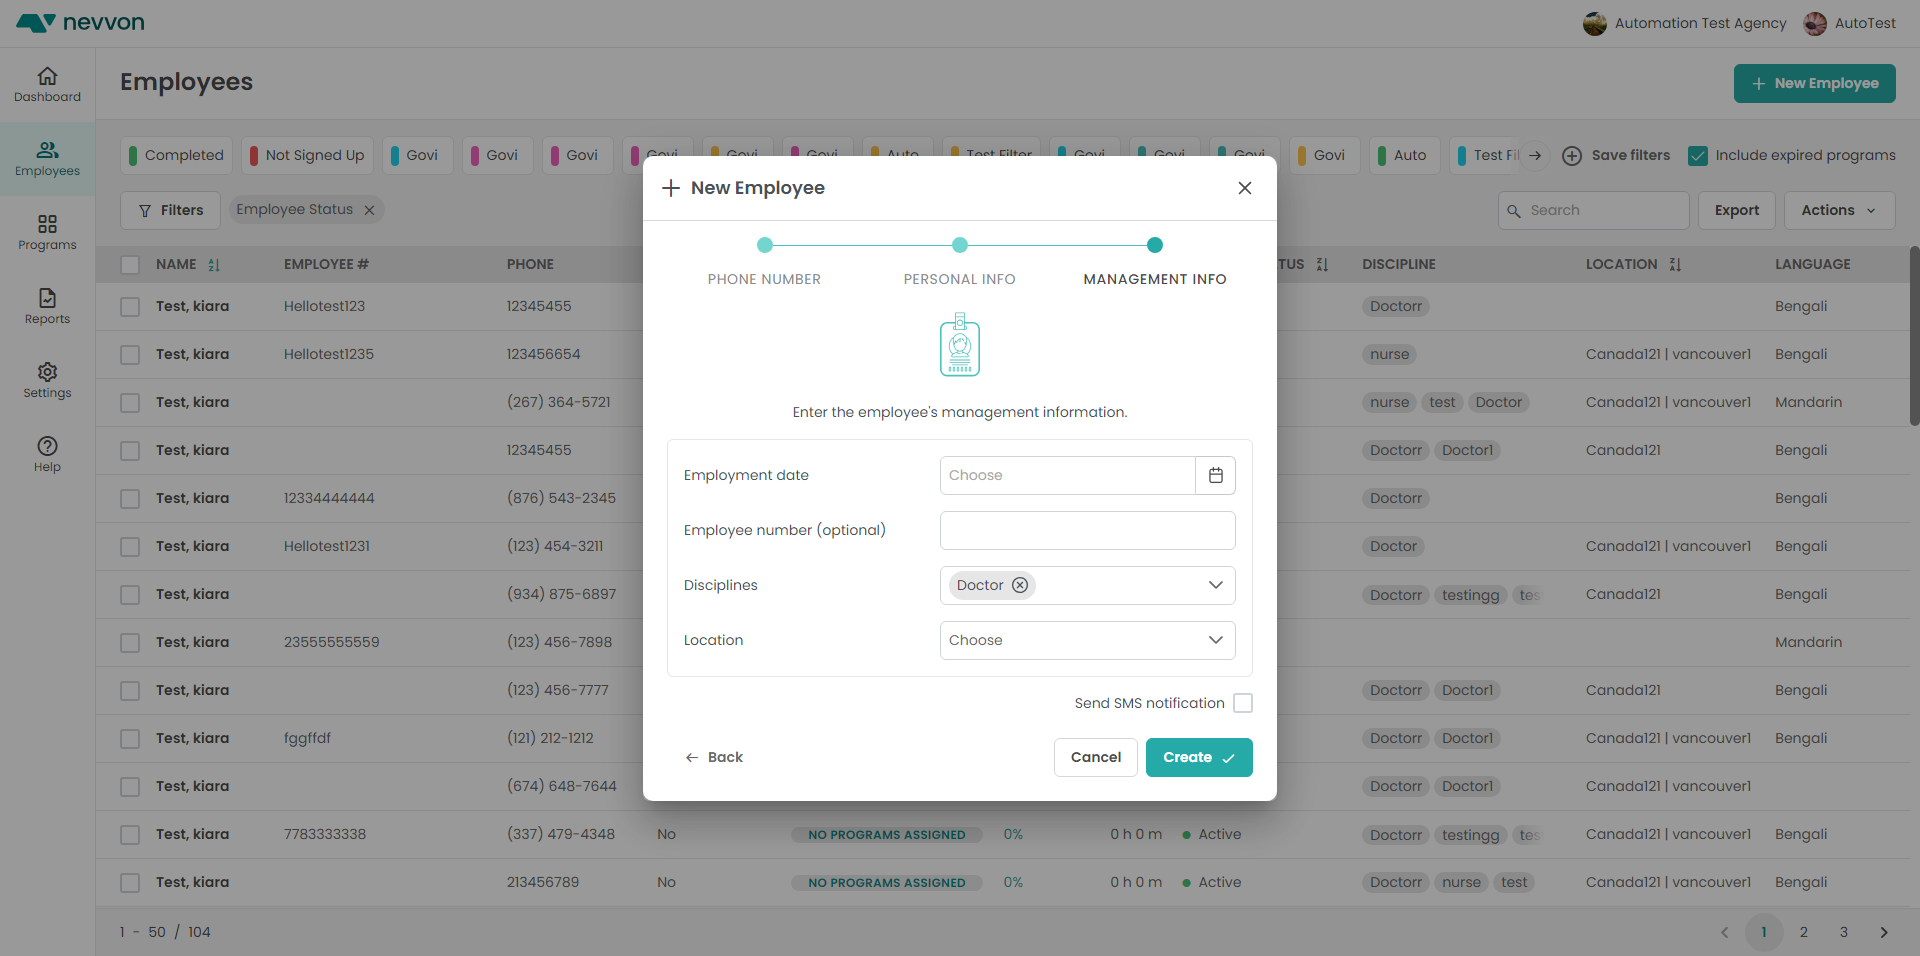 nevvon
Automation Test Agency
AutoTest
Dashboard
Employees
Programs
Reports
Settings
Help
Employees
+ New Employee
Completed
Not Signed Up
Govi
Govi
Govi
Govi
Govi
Govi
Auto
Test Filter
Govi
Govi
Govi
Govi
Auto
Test Fil
Save filters
Include expired programs
Filters
Employee Status
Search
Export
Actions
NAME EMPLOYEE # PHONE TUS DISCIPLINE LOCATION LANGUAGE
Test, kiara Hellotest123 12345455 Doctorr Bengali
Test, kiara Hellotest1235 123456654 nurse Canada121 | vancouver1 Bengali
Test, kiara (267) 364-5721 nurse test Doctor Canada121 | vancouver1 Mandarin
Test, kiara 12345455 Doctorr Doctor1 Canada121 Bengali
Test, kiara 12334444444 (876) 543-2345 Doctorr Bengali
Test, kiara Hellotest1231 (123) 454-3211 Doctor Canada121 | vancouver1 Bengali
Test, kiara (934) 875-6897 Doctorr testingg tes Canada121 Bengali
Test, kiara 23555555559 (123) 456-7898 Mandarin
Test, kiara (123) 456-7777 Doctorr Doctor1 Canada121 Bengali
Test, kiara fggffdf (121) 212-1212 Doctorr Doctor1 Canada121 | vancouver1 Bengali
Test, kiara (674) 648-7644 Doctorr Doctor1 Canada121 | vancouver1 Bengali
Test, kiara 7783333338 (337) 479-4348 No NO PROGRAMS ASSIGNED 0% 0 h 0 m Active Doctorr testingg tes Canada121 | vancouver1 Bengali
Test, kiara 213456789 No NO PROGRAMS ASSIGNED 0% 0 h 0 m Active Doctorr nurse test Canada121 | vancouver1 Bengali
1 - 50 / 104
1 2 3
+ New Employee
PHONE NUMBER
PERSONAL INFO
MANAGEMENT INFO
Enter the employee's management information.
Employment date
Choose
Employee number (optional)
Disciplines
Doctor
Location
Choose
Send SMS notification
Back
Cancel
Create